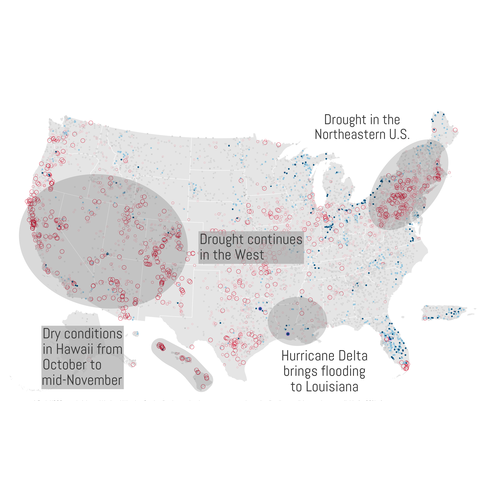 Drought in the
Northeastern U.S.
Drought continues
in the West
Dry conditions
in Hawaii from
October to
mid-November
Hurricane Delta
brings flooding
to Louisiana